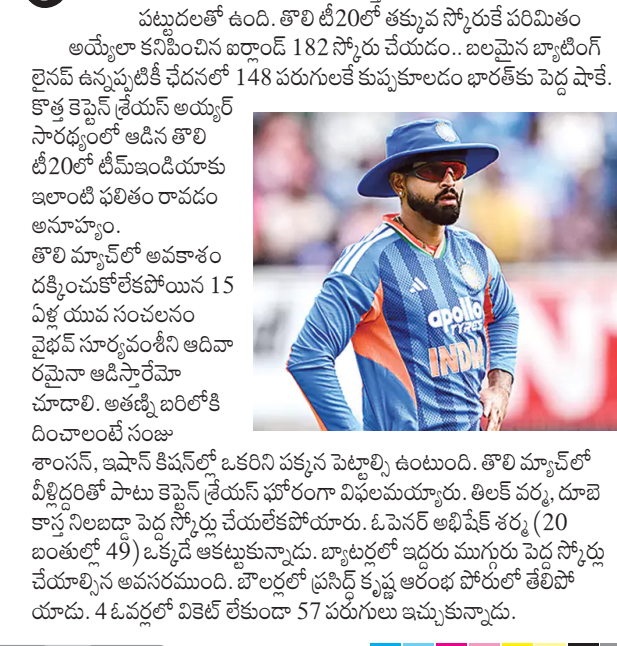 పట్టుదలతో ఉంది. తొలి టీ20లో తక్కువ స్కోరుకే పరిమితం
అయ్యేలా కనిపించిన ఐర్లాండ్ 182 స్కోరు చేయడం.. బలమైన బ్యాటింగ్
లైనప్ ఉన్నప్పటికీ ఛేదనలో 148 పరుగులకే కుప్పకూలడం భారత్‌కు పెద్ద షాకే.
కొత్త కెప్టెన్ శ్రేయస్ అయ్యర్
సారథ్యంలో ఆడిన తొలి
టీ20లో టీమ్ఇండియాకు
ఇలాంటి ఫలితం రావడం
అనూహ్యం.
తొలి మ్యాచ్‌లో అవకాశం
దక్కించుకోలేకపోయిన 15
ఏళ్ల యువ సంచలనం
వైభవ్ సూర్యవంశీని ఆదివా
రమైనా ఆడిస్తారేమో
చూడాలి. అతణ్ని బరిలోకి
దించాలంటే సంజు
శాంసన్, ఇషాన్ కిషన్‌ల్లో ఒకరిని పక్కన పెట్టాల్సి ఉంటుంది. తొలి మ్యాచ్‌లో
వీళ్లిద్దరితో పాటు కెప్టెన్ శ్రేయస్ ఘోరంగా విఫలమయ్యారు. తిలక్ వర్మ, దూబె
కాస్త నిలబడ్డా పెద్ద స్కోర్లు చేయలేకపోయారు. ఓపెనర్ అభిషేక్ శర్మ (20
బంతుల్లో 49) ఒక్కడే ఆకట్టుకున్నాడు. బ్యాటర్లలో ఇద్దరు ముగ్గురు పెద్ద స్కోర్లు
చేయాల్సిన అవసరముంది. బౌలర్లలో ప్రసిద్ధ్ కృష్ణ ఆరంభ పోరులో తేలిపో
యాడు. 4 ఓవర్లలో వికెట్ లేకుండా 57 పరుగులు ఇచ్చుకున్నాడు.
apollo
TYRES
INDIA